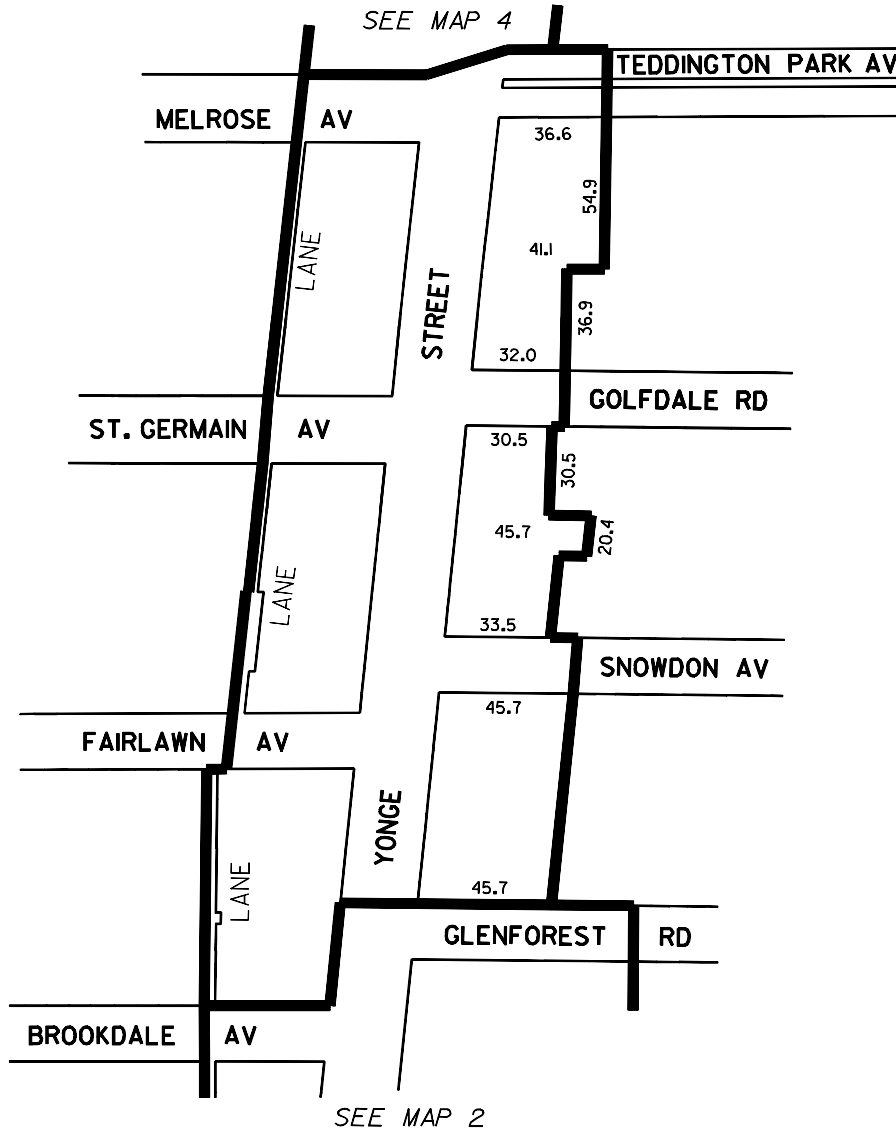 SEE MAP 4
TEDDINGTON PARK AV
MELROSE AV
36.6
54.9
LANE
41.1
STREET
36.9
32.0
GOLFDALE RD
ST. GERMAIN AV
30.5
30.5
45.7
20.4
LANE
33.5
SNOWDON AV
45.7
FAIRLAWN AV
YONGE
LANE
45.7
GLENFOREST RD
BROOKDALE AV
SEE MAP 2